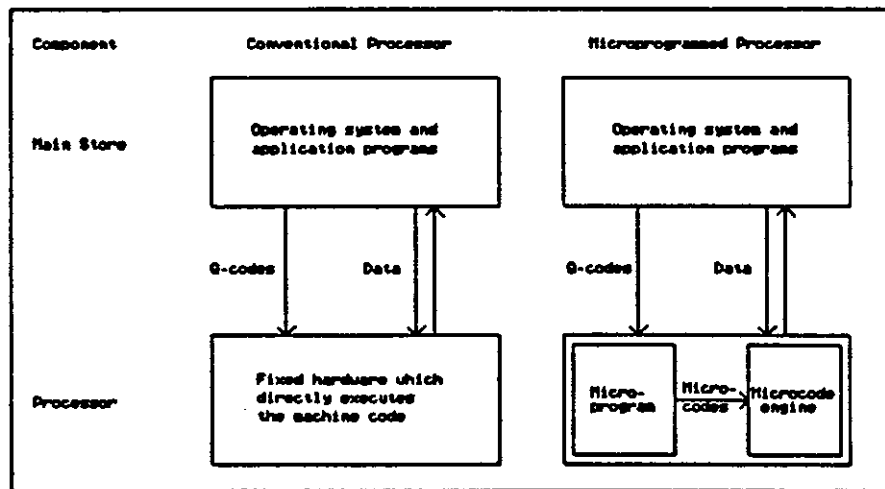 Component
Conventional Processor
Microprogrammed Processor
Main Store
Operating system and
application programs
Operating system and
application programs
Q-codes
Data
Q-codes
Data
Processor
Fixed hardware which
directly executes
the machine code
Micro-
program
Micro-
codes
Microcode
engine